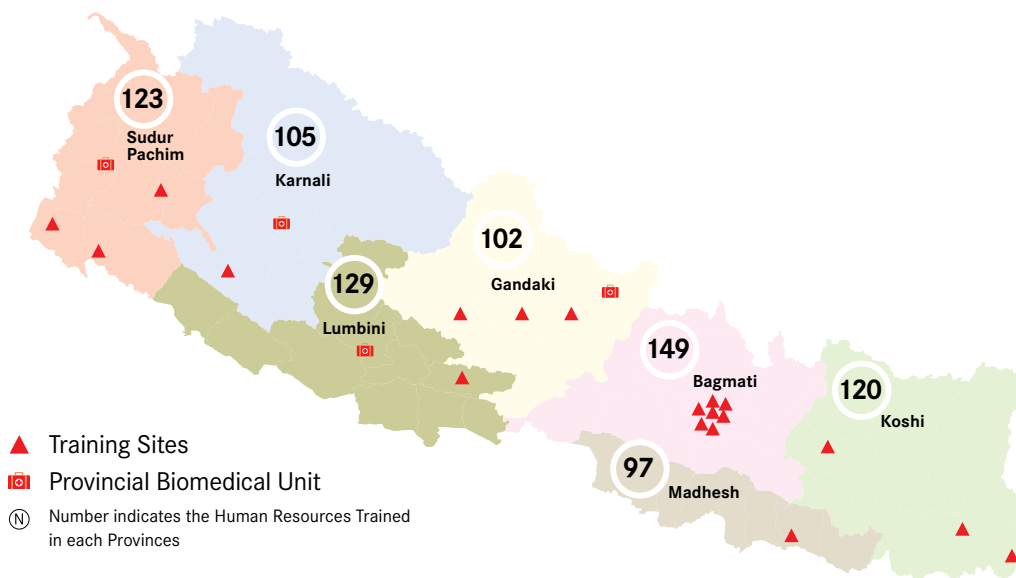 123
Sudur
Pachim
105
Karnali
102
Gandaki
129
Lumbini
149
Bagmati
120
Koshi
97
Madhesh
Training Sites
Provincial Biomedical Unit
N Number indicates the Human Resources Trained
in each Provinces